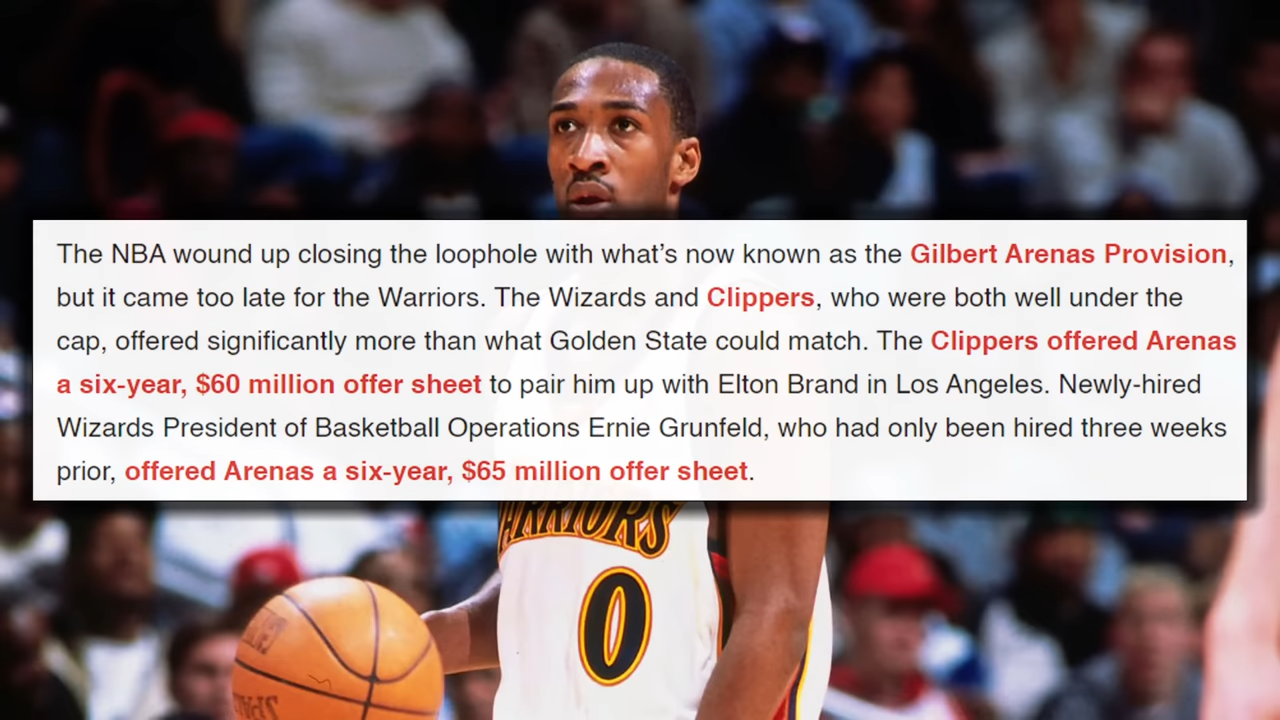 The NBA wound up closing the loophole with what’s now known as the Gilbert Arenas Provision,
but it came too late for the Warriors. The Wizards and Clippers, who were both well under the
cap, offered significantly more than what Golden State could match. The Clippers offered Arenas
a six-year, $60 million offer sheet to pair him up with Elton Brand in Los Angeles. Newly-hired
Wizards President of Basketball Operations Ernie Grunfeld, who had only been hired three weeks
prior, offered Arenas a six-year, $65 million offer sheet.
WARRIORS
0